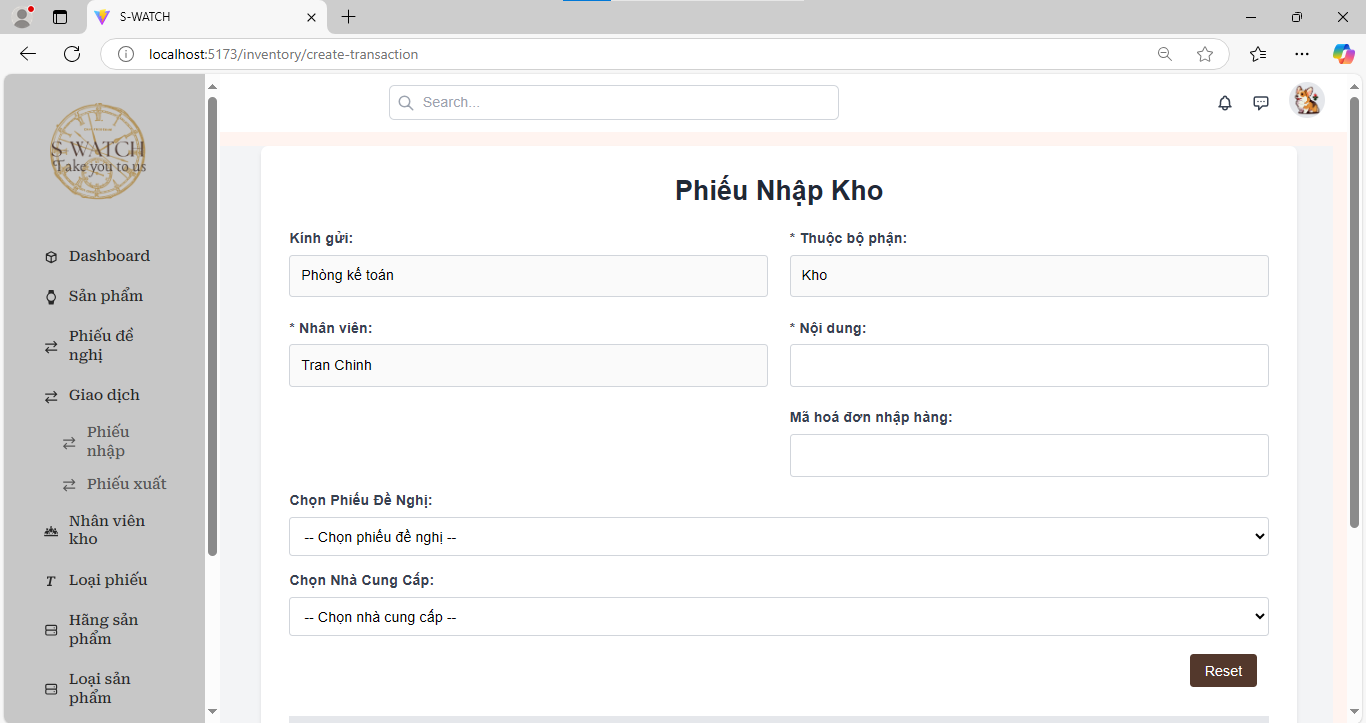 S-WATCH
localhost:5173/inventory/create-transaction
S-WATCH
Take you to us
Search...
Dashboard
Sản phẩm
Phiếu đề
nghị
Giao dịch
Phiếu
nhập
Phiếu xuất
Nhân viên
kho
Loại phiếu
Hãng sản
phẩm
Loại sản
phẩm
Phiếu Nhập Kho
Kính gửi:
* Thuộc bộ phận:
Phòng kế toán
Kho
* Nhân viên:
* Nội dung:
Tran Chinh
Mã hoá đơn nhập hàng:
Chọn Phiếu Đề Nghị:
-- Chọn phiếu đề nghị --
Chọn Nhà Cung Cấp:
-- Chọn nhà cung cấp --
Reset